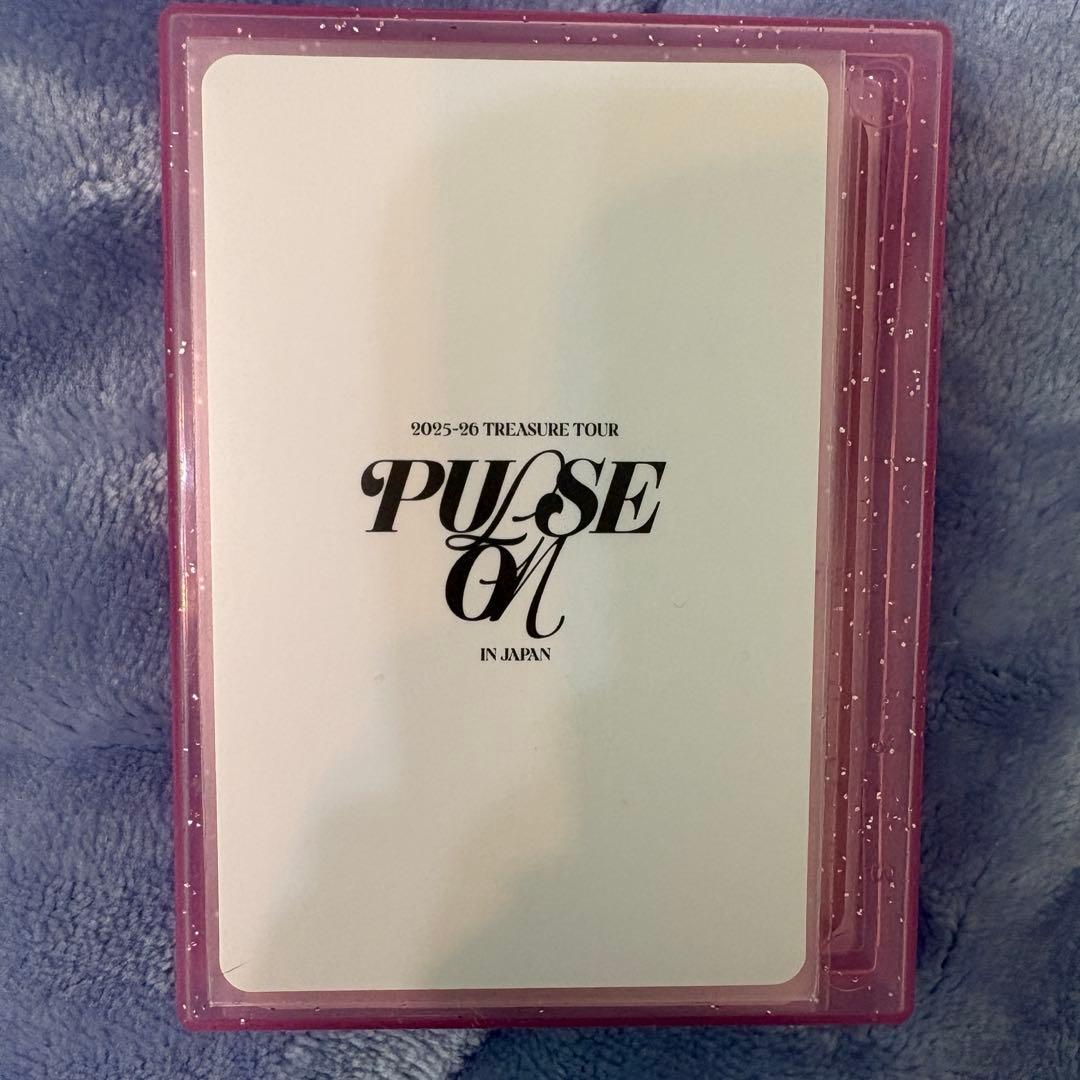 2025-26 TREASURE TOUR
PULSE
ON
IN JAPAN